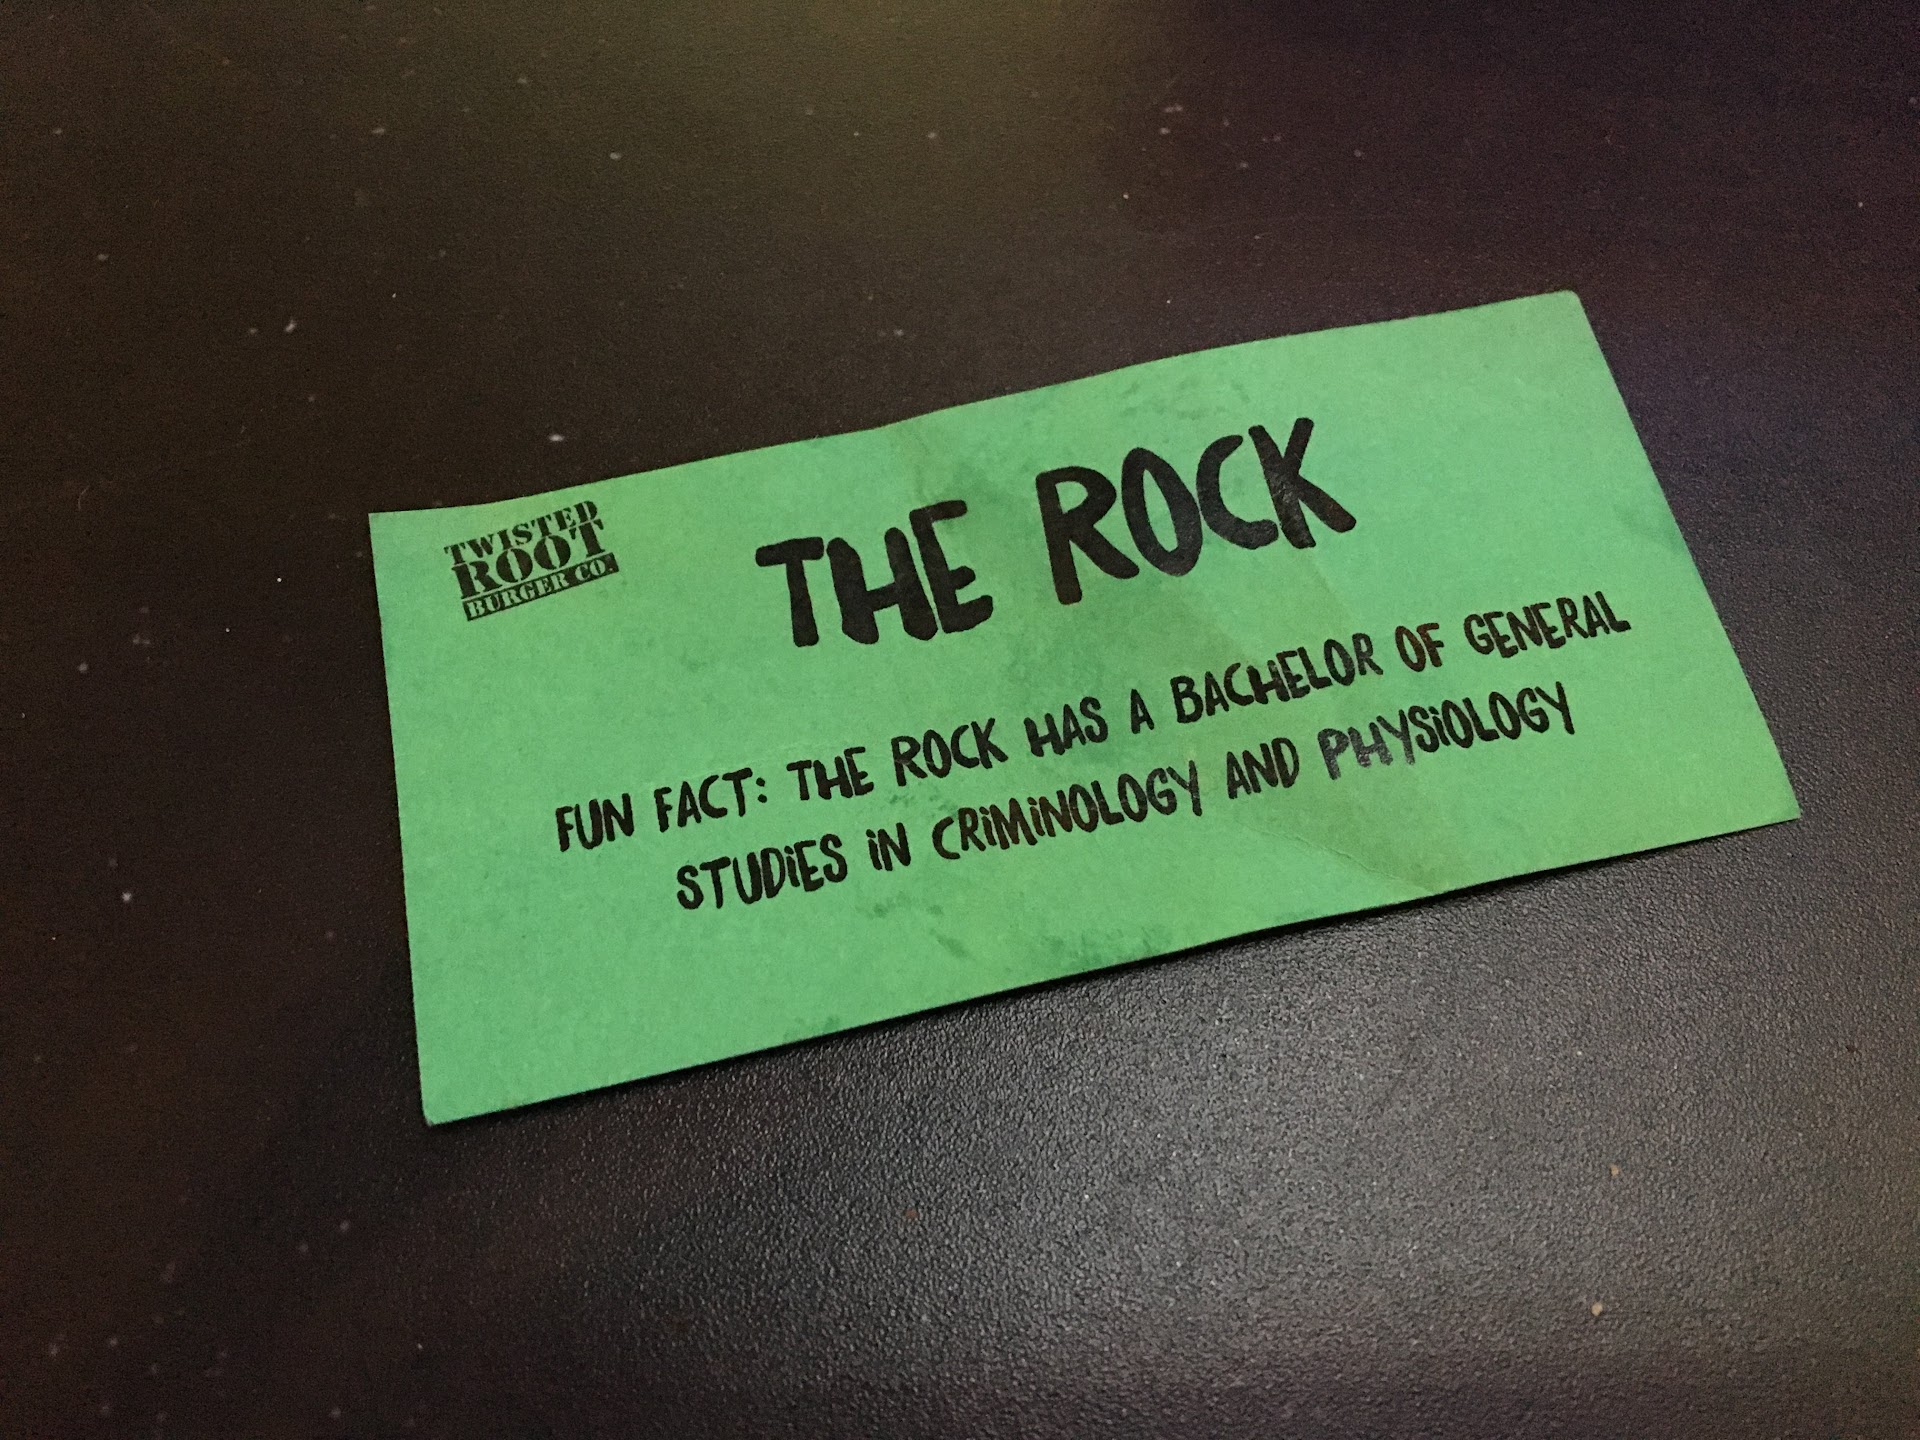 TWISTED
ROOT
BURGER CO.
THE ROCK
FUN FACT: THE ROCK HAS A BACHELOR OF GENERAL
STUDiES iN CRiMiNOLOGY AND PHYSiOLOGY